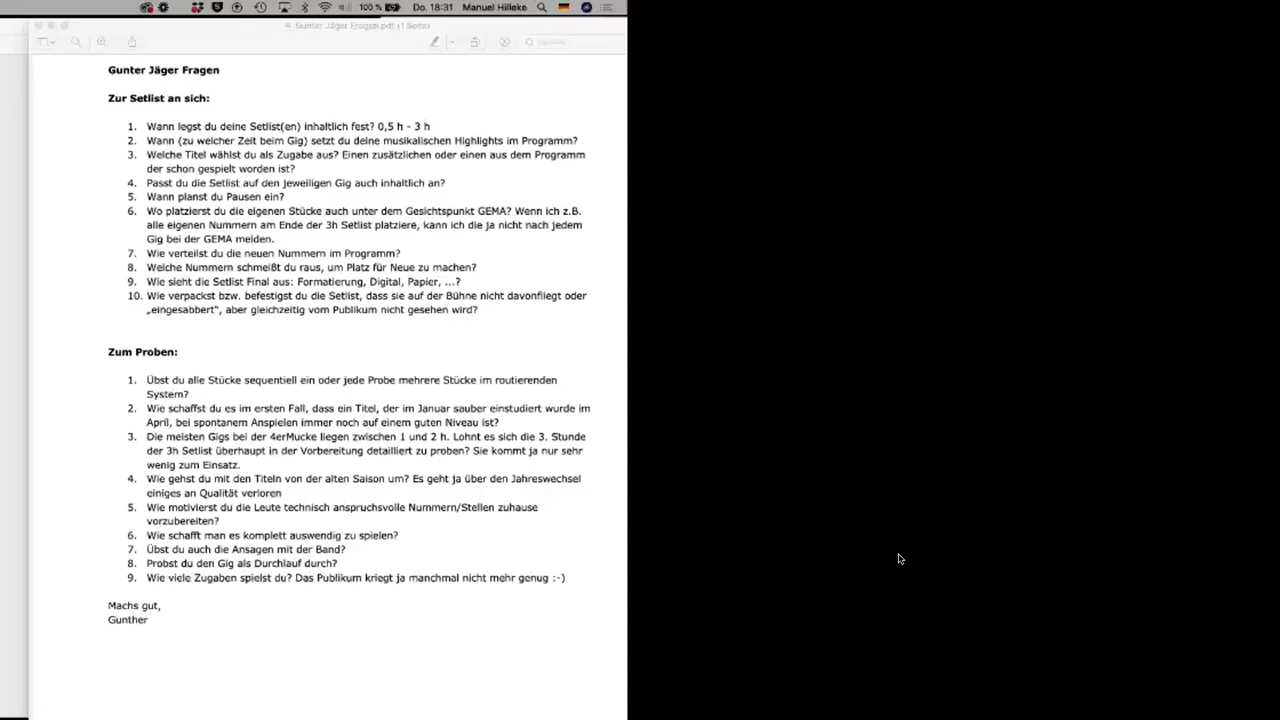 100 % Do. 18:31 Manuel Hilleke
Gunter Jäger Fragen.pdf (1 Seite)
Gunter Jäger Fragen
Zur Setlist an sich:
1. Wann legst du deine Setlist(en) inhaltlich fest? 0,5 h - 3 h
2. Wann (zu welcher Zeit beim Gig) setzt du deine musikalischen Highlights im Programm?
3. Welche Titel wählst du als Zugabe aus? Einen zusätzlichen oder einen aus dem Programm
der schon gespielt worden ist?
4. Passt du die Setlist auf den jeweiligen Gig auch inhaltlich an?
5. Wann planst du Pausen ein?
6. Wo platzierst du die eigenen Stücke auch unter dem Gesichtspunkt GEMA? Wenn ich z.B.
alle eigenen Nummern am Ende der 3h Setlist platziere, kann ich die ja nicht nach jedem
Gig bei der GEMA melden.
7. Wie verteilst du die neuen Nummern im Programm?
8. Welche Nummern schmeißt du raus, um Platz für Neue zu machen?
9. Wie sieht die Setlist Final aus: Formatierung, Digital, Papier, ...?
10. Wie verpackst bzw. befestigst du die Setlist, dass sie auf der Bühne nicht davonfliegt oder
„eingesabbert“, aber gleichzeitig vom Publikum nicht gesehen wird?
Zum Proben:
1. Übst du alle Stücke sequentiell ein oder jede Probe mehrere Stücke im routierenden
System?
2. Wie schaffst du es im ersten Fall, dass ein Titel, der im Januar sauber einstudiert wurde im
April, bei spontanem Anspielen immer noch auf einem guten Niveau ist?
3. Die meisten Gigs bei der 4erMucke liegen zwischen 1 und 2 h. Lohnt es sich die 3. Stunde
der 3h Setlist überhaupt in der Vorbereitung detailliert zu proben? Sie kommt ja nur sehr
wenig zum Einsatz.
4. Wie gehst du mit den Titeln von der alten Saison um? Es geht ja über den Jahreswechsel
einiges an Qualität verloren
5. Wie motivierst du die Leute technisch anspruchsvolle Nummern/Stellen zuhause
vorzubereiten?
6. Wie schafft man es komplett auswendig zu spielen?
7. Übst du auch die Ansagen mit der Band?
8. Probst du den Gig als Durchlauf durch?
9. Wie viele Zugaben spielst du? Das Publikum kriegt ja manchmal nicht mehr genug :-)
Machs gut,
Gunther